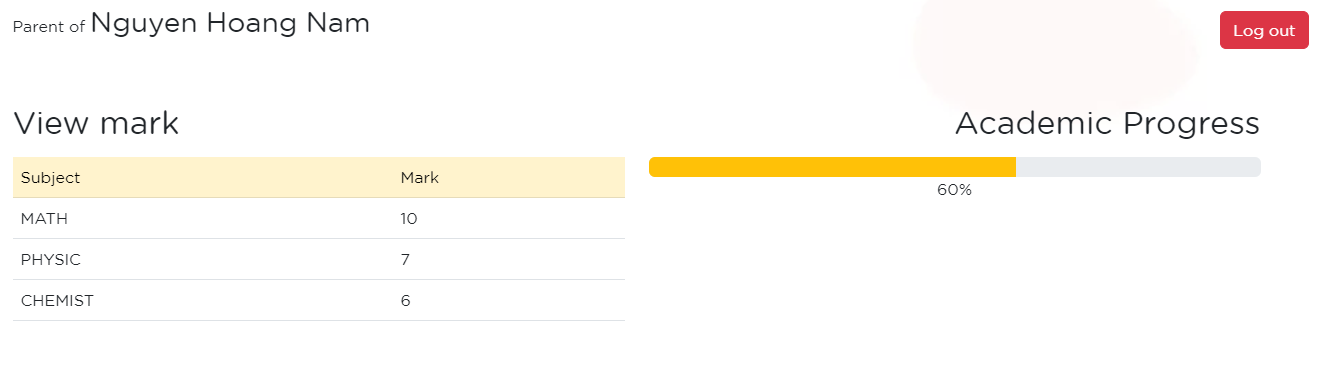 Parent of Nguyen Hoang Nam
Log out
View mark
Subject Mark
MATH 10
PHYSIC 7
CHEMIST 6
Academic Progress
60%